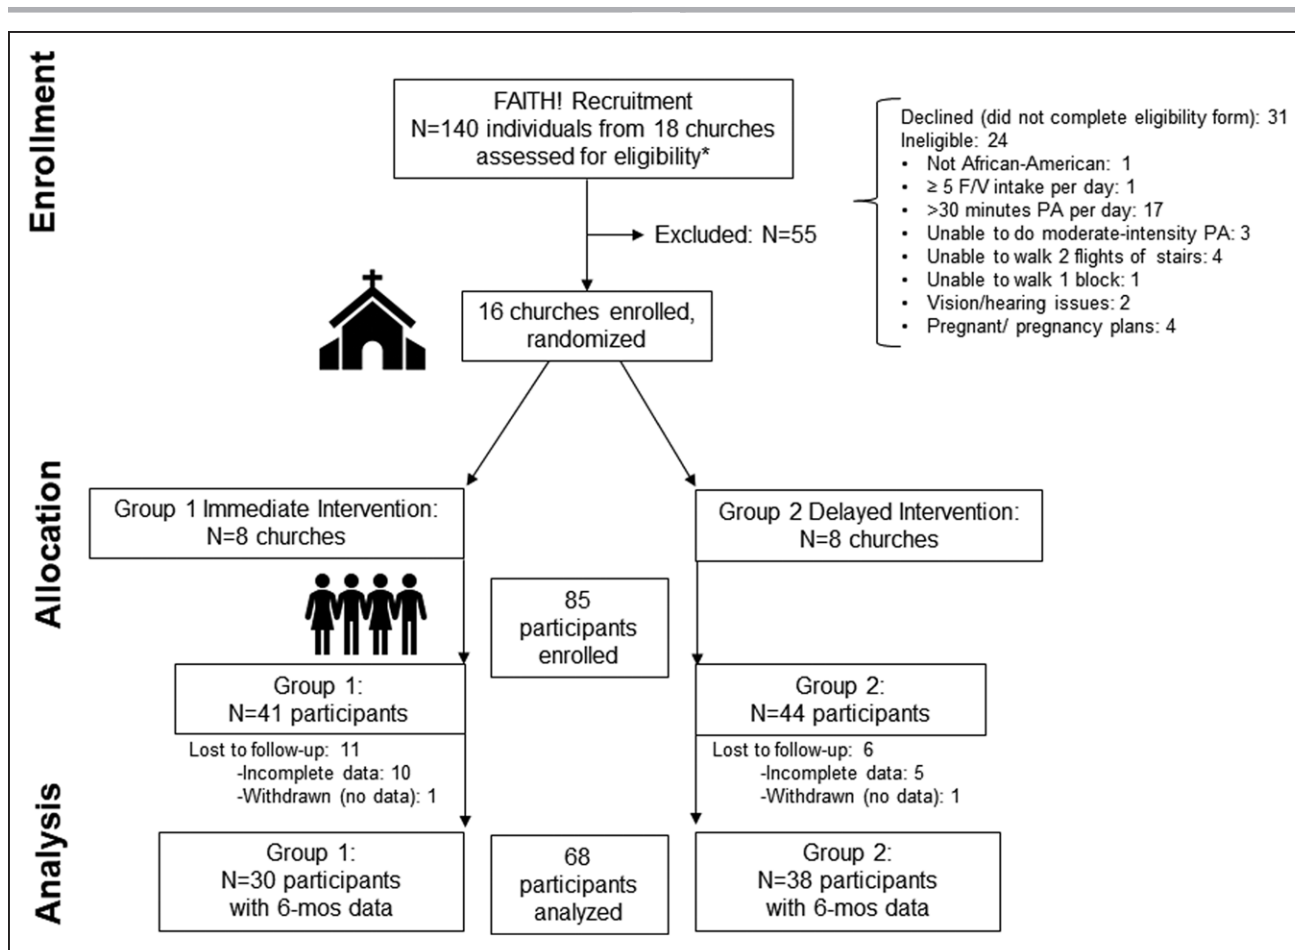 Enrollment
FAITH! Recruitment
N=140 individuals from 18 churches
assessed for eligibility*
Declined (did not complete eligibility form): 31
Ineligible: 24
• Not African-American: 1
• ≥ 5 F/V intake per day: 1
• >30 minutes PA per day: 17
• Unable to do moderate-intensity PA: 3
• Unable to walk 2 flights of stairs: 4
• Unable to walk 1 block: 1
• Vision/hearing issues: 2
• Pregnant/ pregnancy plans: 4
Excluded: N=55
16 churches enrolled,
randomized
Allocation
Group 1 Immediate Intervention:
N=8 churches
Group 2 Delayed Intervention:
N=8 churches
85
participants
enrolled
Group 1:
N=41 participants
Group 2:
N=44 participants
Lost to follow-up: 11
-Incomplete data: 10
-Withdrawn (no data): 1
Lost to follow-up: 6
-Incomplete data: 5
-Withdrawn (no data): 1
Analysis
Group 1:
N=30 participants
with 6-mos data
68
participants
analyzed
Group 2:
N=38 participants
with 6-mos data